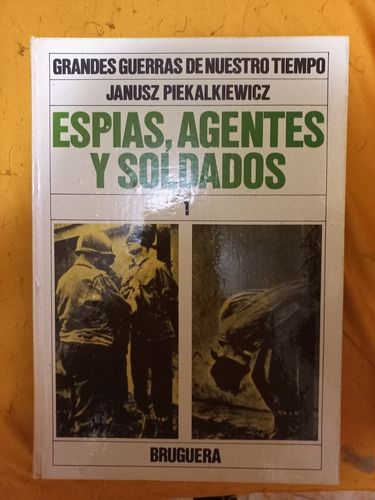 GRANDES GUERRAS DE NUESTRO TIEMPO
JANUSZ PIEKALKIEWICZ
ESPIAS, AGENTES
Y SOLDADOS
1
BRUGUERA